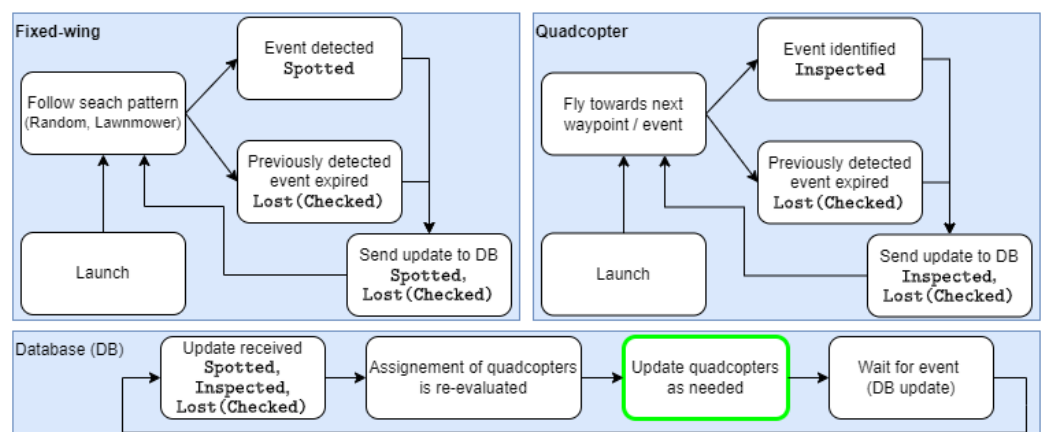 Fixed-wing
Event detected
Spotted
Follow seach pattern
(Random, Lawnmower)
Previously detected
event expired
Lost(Checked)
Launch
Send update to DB
Spotted,
Lost(Checked)
Quadcopter
Event identified
Inspected
Fly towards next
waypoint / event
Previously detected
event expired
Lost(Checked)
Launch
Send update to DB
Inspected,
Lost(Checked)
Database (DB)
Update received
Spotted,
Inspected,
Lost(Checked)
Assignement of quadcopters
is re-evaluated
Update quadcopters
as needed
Wait for event
(DB update)